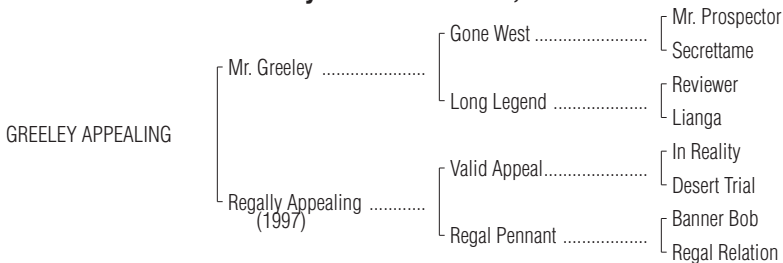 Mr. Prospector
Gone West ........................
Secrettame
Mr. Greeley ......................
Reviewer
Long Legend ....................
Lianga
GREELEY APPEALING
In Reality
Valid Appeal......................
Desert Trial
Regally Appealing ............
(1997)
Banner Bob
Regal Pennant ..................
Regal Relation